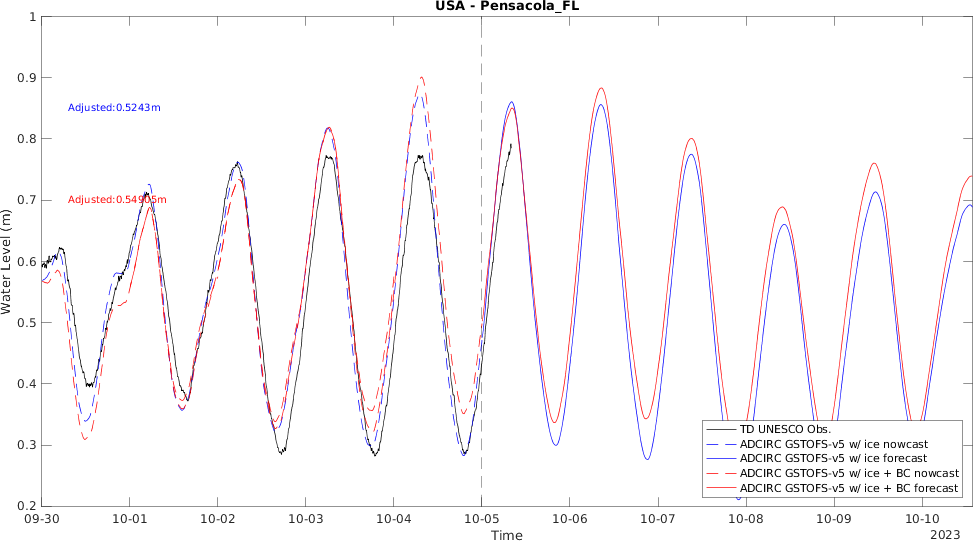 USA - Pensacola_FL
1
0.9
Adjusted:0.5243m
0.8
0.7
Adjusted:0.54905m
0.6
0.5
0.4
0.3
0.2
Water Level (m)
TD UNESCO Obs.
ADCIRC GSTOFS-v5 w/ ice nowcast
ADCIRC GSTOFS-v5 w/ ice forecast
ADCIRC GSTOFS-v5 w/ ice + BC nowcast
ADCIRC GSTOFS-v5 w/ ice + BC forecast
09-30 10-01 10-02 10-03 10-04 10-05 10-06 10-07 10-08 10-09 10-10
Time
2023